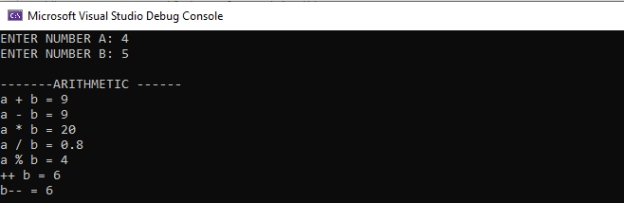 Microsoft Visual Studio Debug Console
ENTER NUMBER A: 4
ENTER NUMBER B: 5
-------ARITHMETIC ------
a + b = 9
a - b = 9
a * b = 20
a / b = 0.8
a % b = 4
++ b = 6
b-- = 6